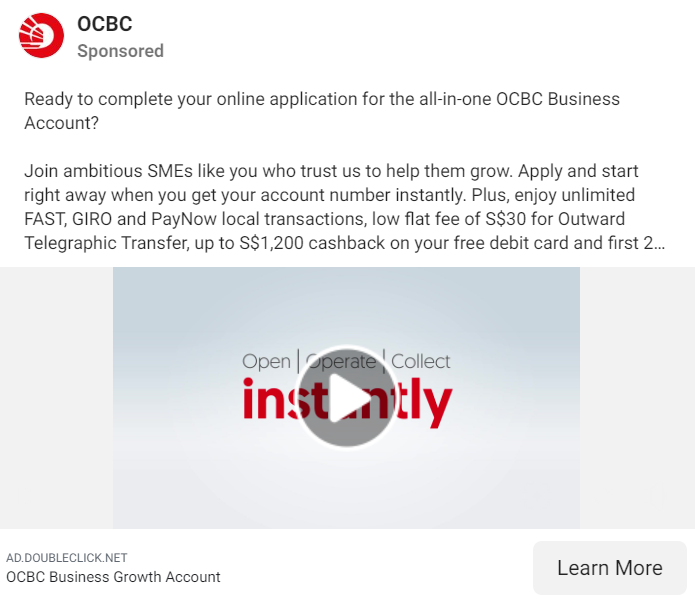 OCBC
Sponsored
Ready to complete your online application for the all-in-one OCBC Business
Account?
Join ambitious SMEs like you who trust us to help them grow. Apply and start
right away when you get your account number instantly. Plus, enjoy unlimited
FAST, GIRO and PayNow local transactions, low flat fee of S$30 for Outward
Telegraphic Transfer, up to S$1,200 cashback on your free debit card and first 2...
Open | Operate | Collect
instantly
AD.DOUBLECLICK.NET
OCBC Business Growth Account
Learn More